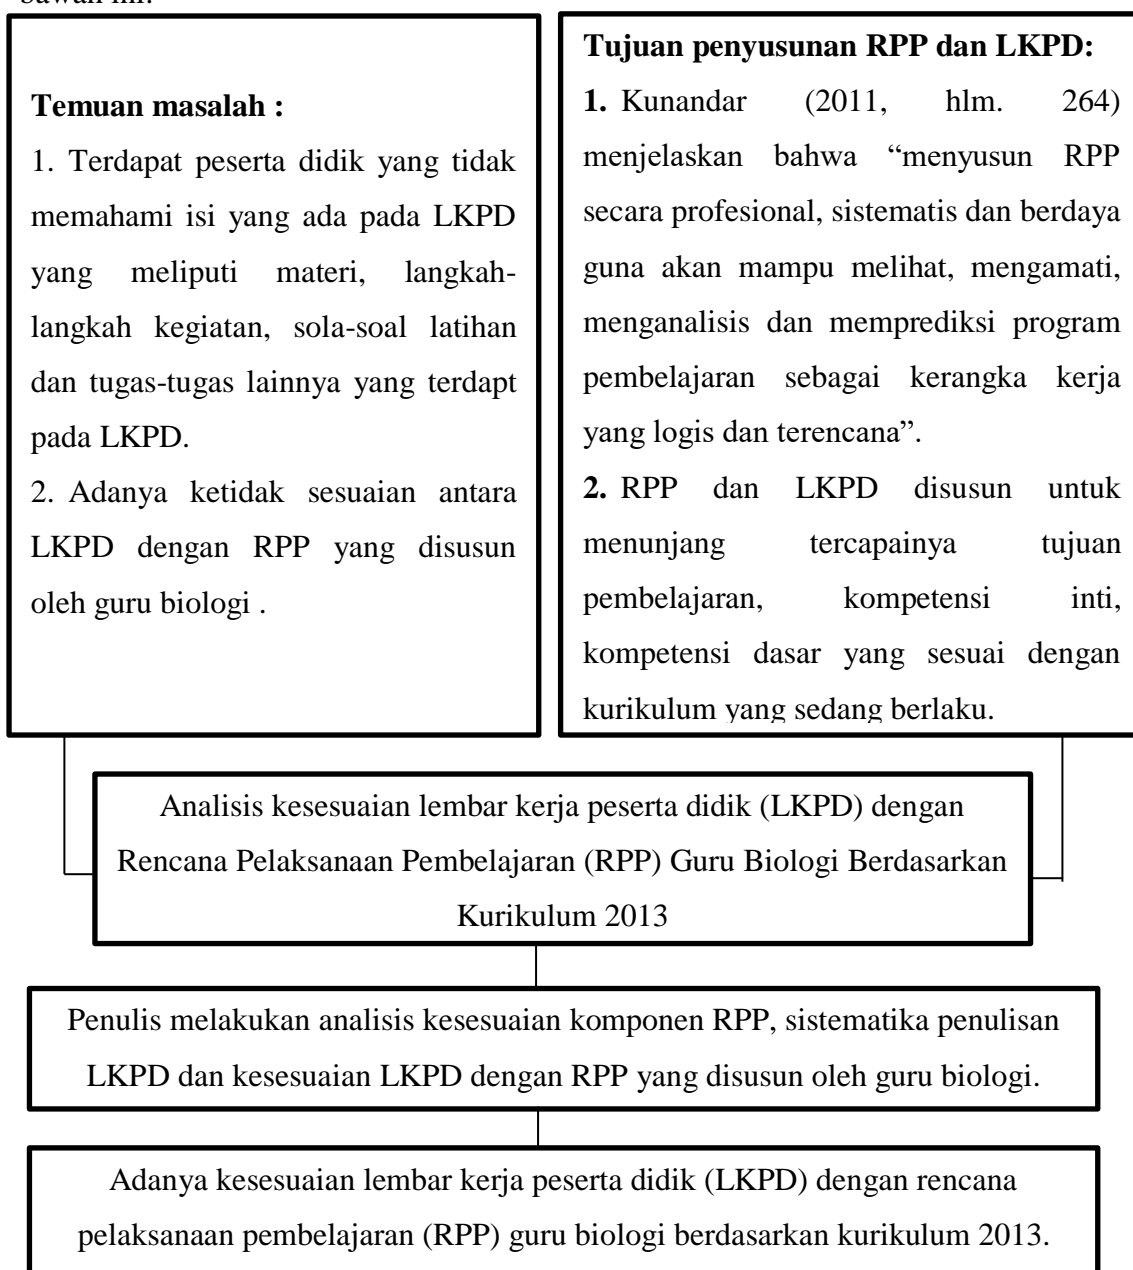 bawah ini:
Temuan masalah :
1. Terdapat peserta didik yang tidak
memahami isi yang ada pada LKPD
yang meliputi materi, langkah-
langkah kegiatan, sola-soal latihan
dan tugas-tugas lainnya yang terdapt
pada LKPD.
2. Adanya ketidak sesuaian antara
LKPD dengan RPP yang disusun
oleh guru biologi .
Tujuan penyusunan RPP dan LKPD:
1. Kunandar (2011, hlm. 264)
menjelaskan bahwa “menyusun RPP
secara profesional, sistematis dan berdaya
guna akan mampu melihat, mengamati,
menganalisis dan memprediksi program
pembelajaran sebagai kerangka kerja
yang logis dan terencana”.
2. RPP dan LKPD disusun untuk
menunjang tercapainya tujuan
pembelajaran, kompetensi inti,
kompetensi dasar yang sesuai dengan
kurikulum yang sedang berlaku.
Analisis kesesuaian lembar kerja peserta didik (LKPD) dengan
Rencana Pelaksanaan Pembelajaran (RPP) Guru Biologi Berdasarkan
Kurikulum 2013
Penulis melakukan analisis kesesuaian komponen RPP, sistematika penulisan
LKPD dan kesesuaian LKPD dengan RPP yang disusun oleh guru biologi.
Adanya kesesuaian lembar kerja peserta didik (LKPD) dengan rencana
pelaksanaan pembelajaran (RPP) guru biologi berdasarkan kurikulum 2013.